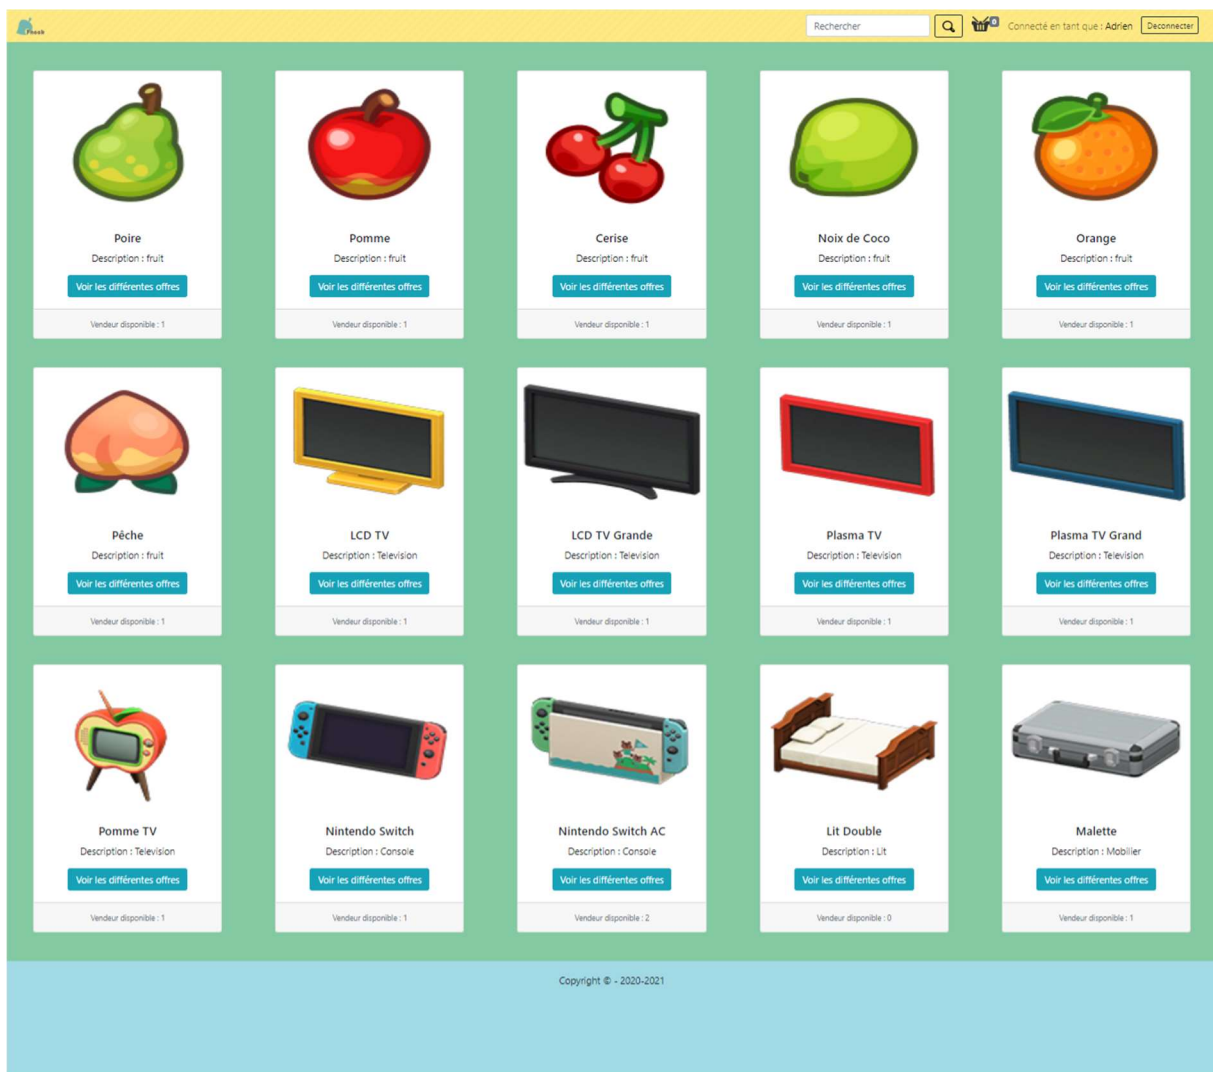 Rechercher
0
Connecté en tant que : Adrien
Deconnecter
Poire
Description : fruit
Voir les différentes offres
Vendeur disponible : 1
Pomme
Description : fruit
Voir les différentes offres
Vendeur disponible : 1
Cerise
Description : fruit
Voir les différentes offres
Vendeur disponible : 1
Noix de Coco
Description : fruit
Voir les différentes offres
Vendeur disponible : 1
Orange
Description : fruit
Voir les différentes offres
Vendeur disponible : 1
Pêche
Description : fruit
Voir les différentes offres
Vendeur disponible : 1
LCD TV
Description : Television
Voir les différentes offres
Vendeur disponible : 1
LCD TV Grande
Description : Television
Voir les différentes offres
Vendeur disponible : 1
Plasma TV
Description : Television
Voir les différentes offres
Vendeur disponible : 1
Plasma TV Grand
Description : Television
Voir les différentes offres
Vendeur disponible : 1
Pomme TV
Description : Television
Voir les différentes offres
Vendeur disponible : 1
Nintendo Switch
Description : Console
Voir les différentes offres
Vendeur disponible : 1
Nintendo Switch AC
Description : Console
Voir les différentes offres
Vendeur disponible : 2
Lit Double
Description : Lit
Voir les différentes offres
Vendeur disponible : 0
Malette
Description : Mobilier
Voir les différentes offres
Vendeur disponible : 1
Copyright © - 2020-2021